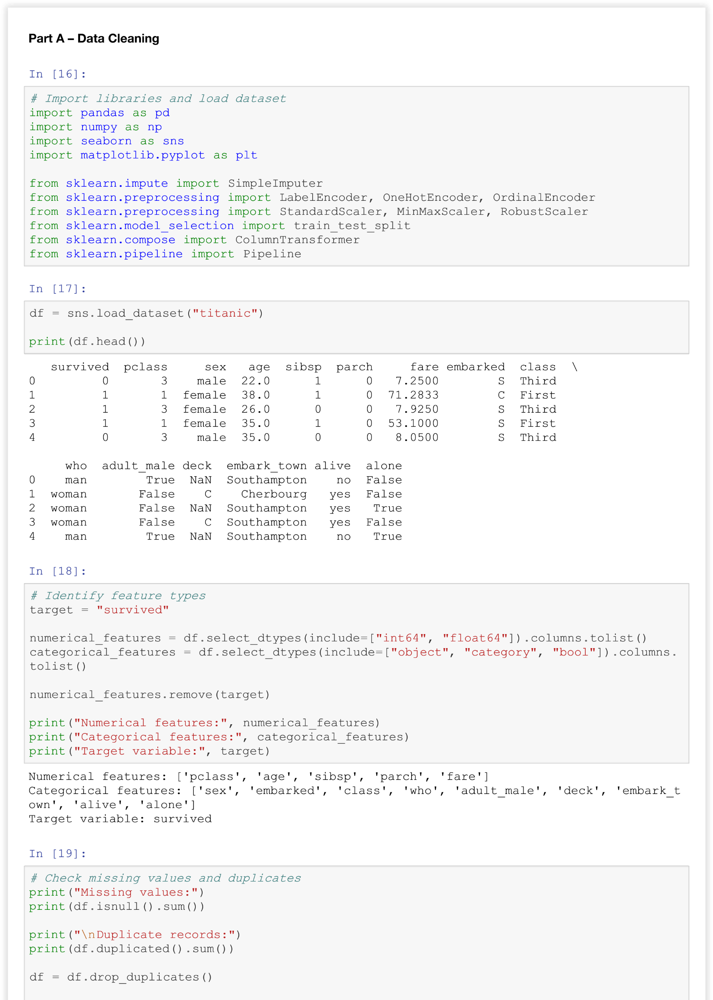 Part A – Data Cleaning
In [16]:
# Import libraries and load dataset
import pandas as pd
import numpy as np
import seaborn as sns
import matplotlib.pyplot as plt
from sklearn.impute import SimpleImputer
from sklearn.preprocessing import LabelEncoder, OneHotEncoder, OrdinalEncoder
from sklearn.preprocessing import StandardScaler, MinMaxScaler, RobustScaler
from sklearn.model_selection import train_test_split
from sklearn.compose import ColumnTransformer
from sklearn.pipeline import Pipeline
In [17]:
df = sns.load_dataset("titanic")
print(df.head())
   survived  pclass     sex   age  sibsp  parch     fare embarked  class  \
0         0       3    male  22.0      1      0   7.2500        S  Third
1         1       1  female  38.0      1      0  71.2833        C  First
2         1       3  female  26.0      0      0   7.9250        S  Third
3         1       1  female  35.0      1      0  53.1000        S  First
4         0       3    male  35.0      0      0   8.0500        S  Third
     who  adult_male deck  embark_town alive  alone
0    man        True  NaN  Southampton    no  False
1  woman       False    C    Cherbourg   yes  False
2  woman       False  NaN  Southampton   yes   True
3  woman       False    C  Southampton   yes  False
4    man        True  NaN  Southampton    no   True
In [18]:
# Identify feature types
target = "survived"
numerical_features = df.select_dtypes(include=["int64", "float64"]).columns.tolist()
categorical_features = df.select_dtypes(include=["object", "category", "bool"]).columns.
tolist()
numerical_features.remove(target)
print("Numerical features:", numerical_features)
print("Categorical features:", categorical_features)
print("Target variable:", target)
Numerical features: ['pclass', 'age', 'sibsp', 'parch', 'fare']
Categorical features: ['sex', 'embarked', 'class', 'who', 'adult_male', 'deck', 'embark_t
own', 'alive', 'alone']
Target variable: survived
In [19]:
# Check missing values and duplicates
print("Missing values:")
print(df.isnull().sum())
print("\nDuplicate records:")
print(df.duplicated().sum())
df = df.drop_duplicates()